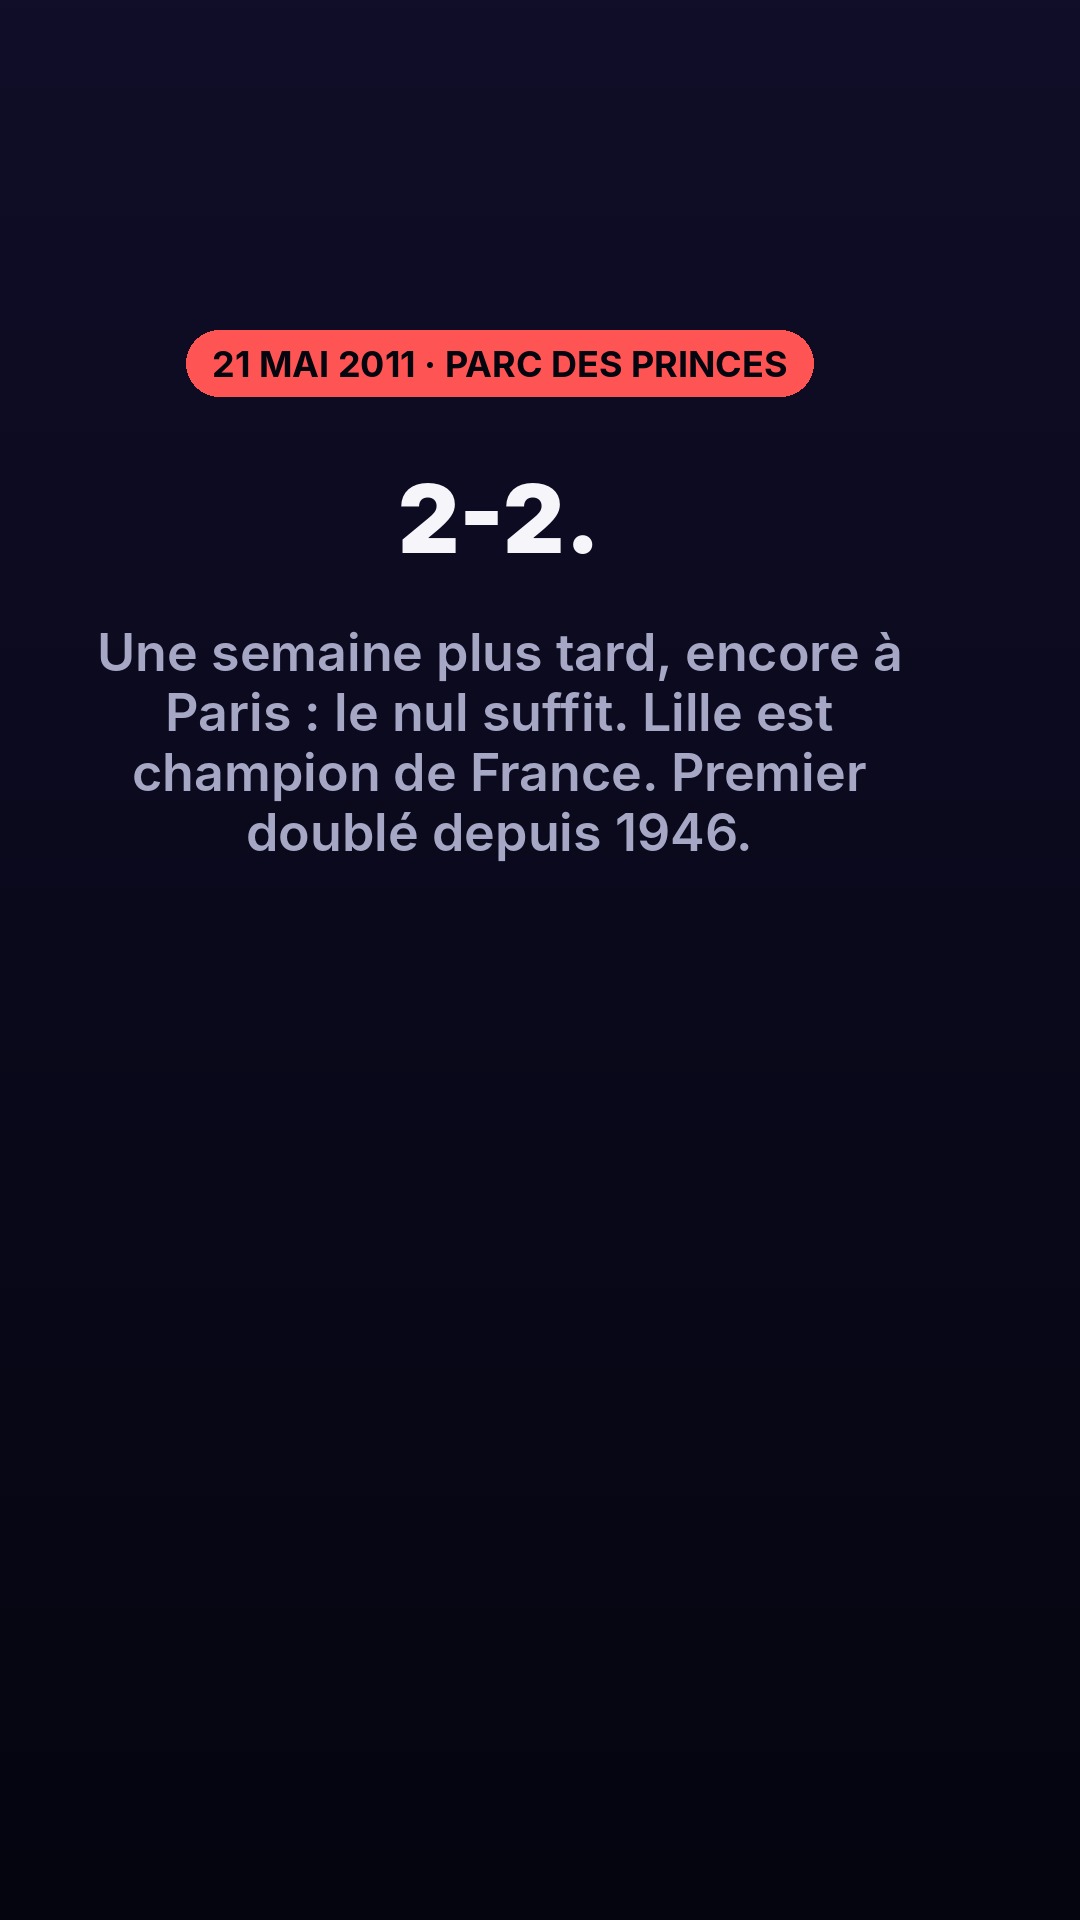 21 MAI 2011 · PARC DES PRINCES
2-2.
Une semaine plus tard, encore à
Paris : le nul suffit. Lille est
champion de France. Premier
doublé depuis 1946.